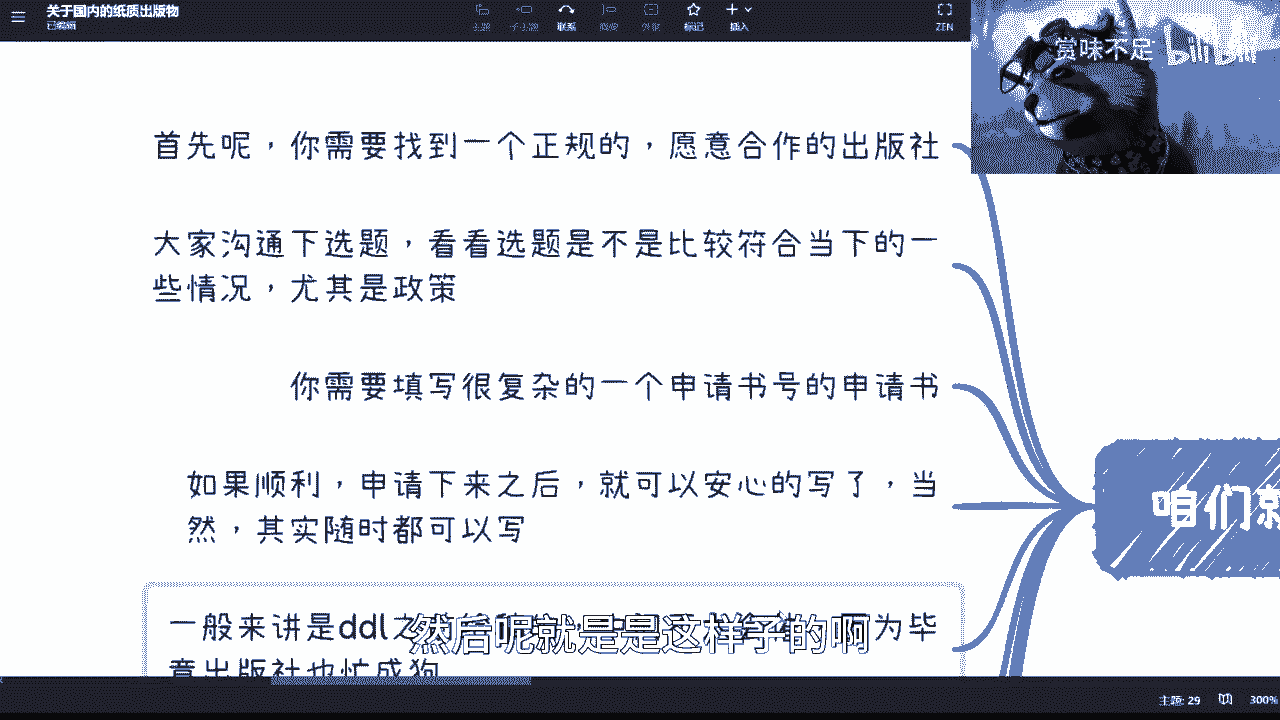 关于国内的纸质出版物
已编辑
主题
子主题
联系
概要
外框
标记
插入
ZEN
赏味不足
bilibili
首先呢，你需要找到一个正规的，愿意合作的出版社
大家沟通下选题，看看选题是不是比较符合当下的一
些情况，尤其是政策
你需要填写很复杂的一个申请书号的申请书
如果顺利，申请下来之后，就可以安心的写了，当
然，其实随时都可以写
咱们就
一般来讲是ddl之
为毕
竟出版社也忙成狗
然后呢就是是这样子的啊
主题: 29
300%